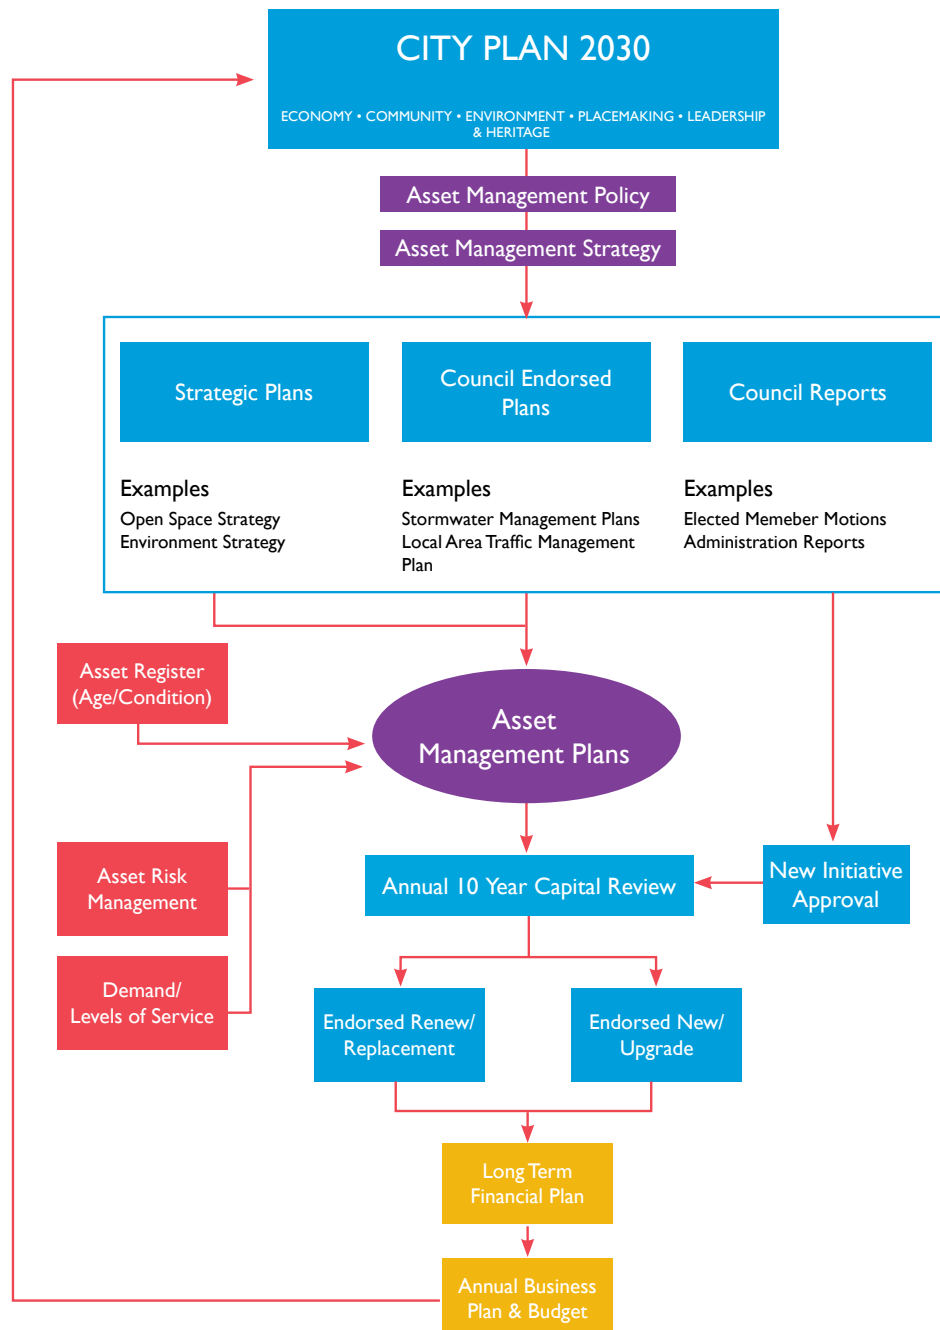 CITY PLAN 2030
ECONOMY • COMMUNITY • ENVIRONMENT • PLACEMAKING • LEADERSHIP
& HERITAGE
Asset Management Policy
Asset Management Strategy
Strategic Plans
Examples
Open Space Strategy
Environment Strategy
Council Endorsed
Plans
Examples
Stormwater Management Plans
Local Area Traffic Management
Plan
Council Reports
Examples
Elected Memeber Motions
Administration Reports
Asset Register
(Age/Condition)
Asset
Management Plans
Asset Risk
Management
Annual 10 Year Capital Review
New Initiative
Approval
Demand/
Levels of Service
Endorsed Renew/
Replacement
Endorsed New/
Upgrade
Long Term
Financial Plan
Annual Business
Plan & Budget